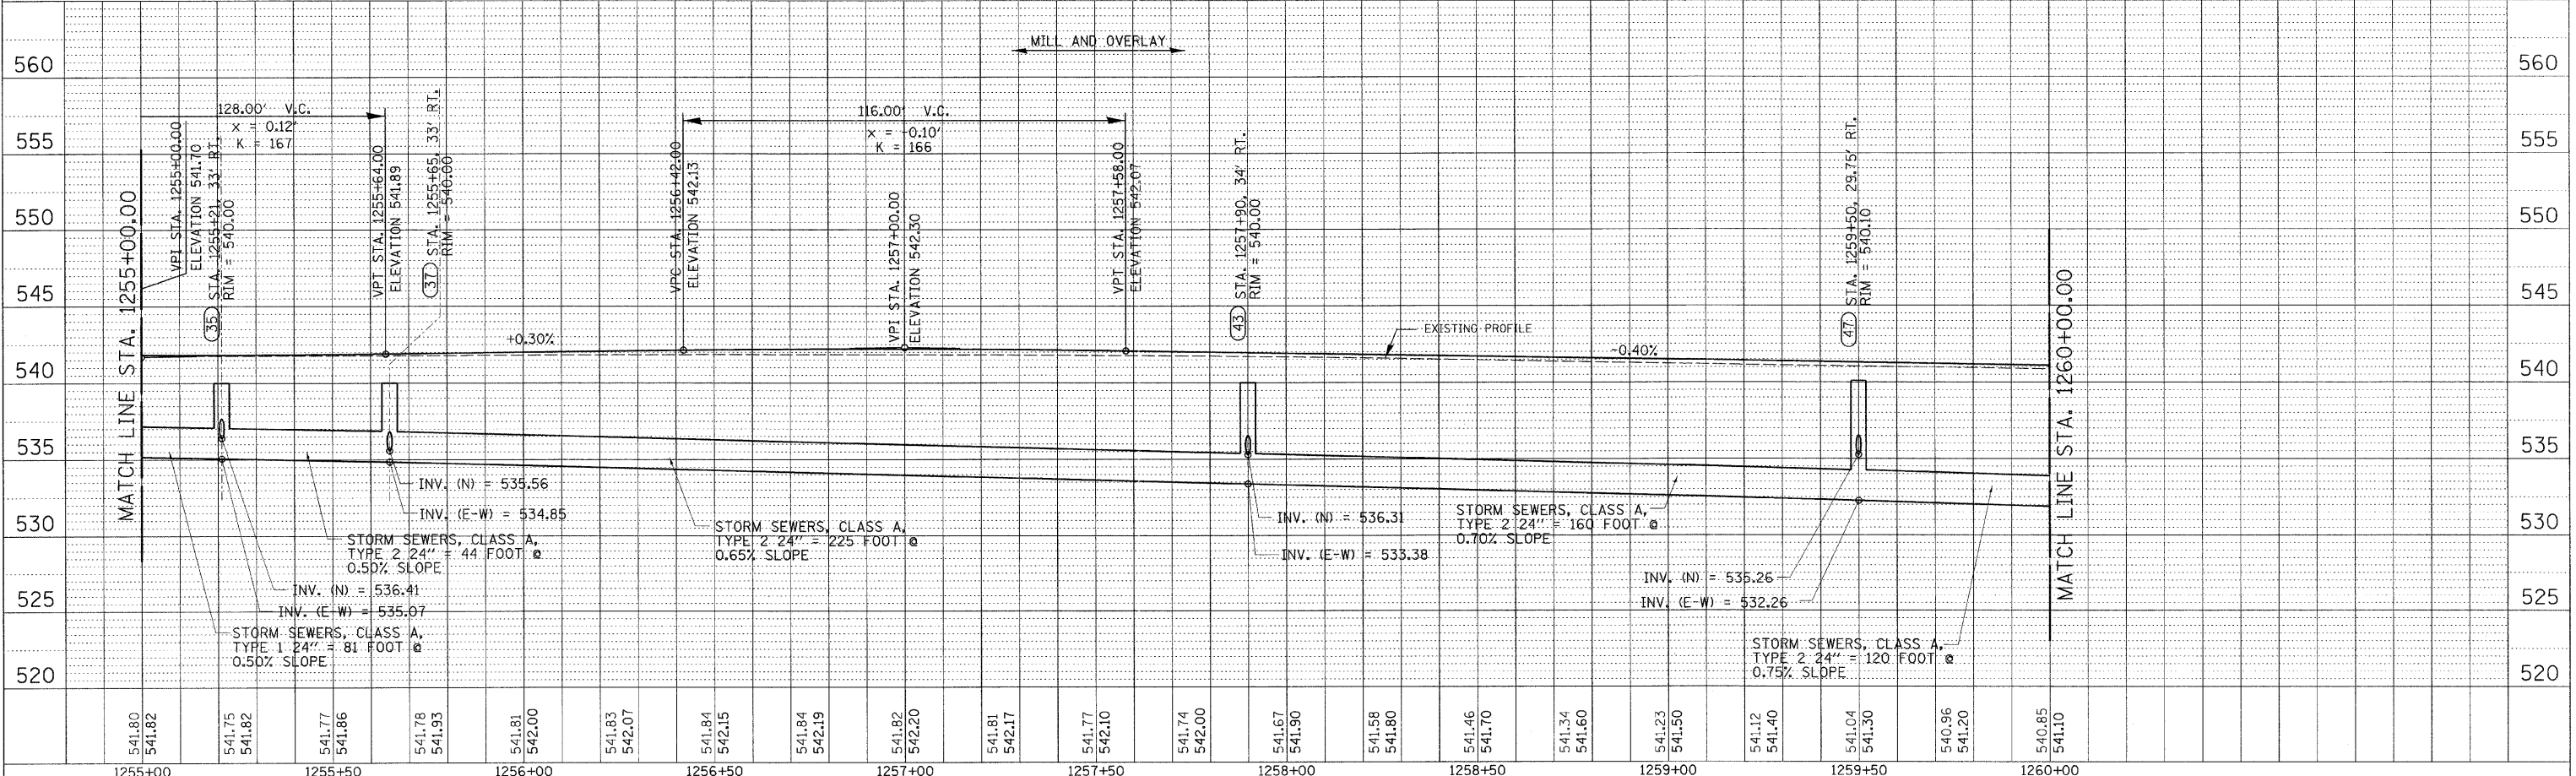 MILL AND OVERLAY
560
560
555
555
550
550
545
545
540
540
535
535
530
530
525
525
520
520
MATCH LINE STA. 1255+00.00
128.00' V.C.
x = 0.12'
K = 167
VPI STA. 1255+00.00
ELEVATION 541.70
35 STA. 1255+21, 33' RT.
RIM = 540.00
VPT STA. 1255+64.00
ELEVATION 541.89
37 STA. 1255+65, 33' RT.
RIM = 540.00
+0.30%
116.00' V.C.
x = -0.10'
K = 166
VPC STA. 1256+42.00
ELEVATION 542.13
VPI STA. 1257+00.00
ELEVATION 542.30
VPT STA. 1257+58.00
ELEVATION 542.07
43 STA. 1257+90, 34' RT.
RIM = 540.00
EXISTING PROFILE
-0.40%
47 STA. 1259+50, 29.75' RT.
RIM = 540.10
MATCH LINE STA. 1260+00.00
INV. (N) = 535.56
INV. (E-W) = 534.85
STORM SEWERS, CLASS A,
TYPE 2 24" = 44 FOOT @
0.50% SLOPE
INV. (N) = 536.41
INV. (E-W) = 535.07
STORM SEWERS, CLASS A,
TYPE 1 24" = 81 FOOT @
0.50% SLOPE
STORM SEWERS, CLASS A,
TYPE 2 24" = 225 FOOT @
0.65% SLOPE
INV. (N) = 536.31
INV. (E-W) = 533.38
STORM SEWERS, CLASS A,
TYPE 2 24" = 160 FOOT @
0.70% SLOPE
INV. (N) = 535.26
INV. (E-W) = 532.26
STORM SEWERS, CLASS A,
TYPE 2 24" = 120 FOOT @
0.75% SLOPE
541.80
541.82
541.75
541.82
541.77
541.86
541.78
541.93
541.81
542.00
541.83
542.07
541.84
542.15
541.84
542.19
541.82
542.20
541.81
542.17
541.77
542.10
541.74
542.00
541.67
541.90
541.58
541.80
541.46
541.70
541.34
541.60
541.23
541.50
541.12
541.40
541.04
541.30
540.96
541.20
540.85
541.10
1255+00
1255+50
1256+00
1256+50
1257+00
1257+50
1258+00
1258+50
1259+00
1259+50
1260+00